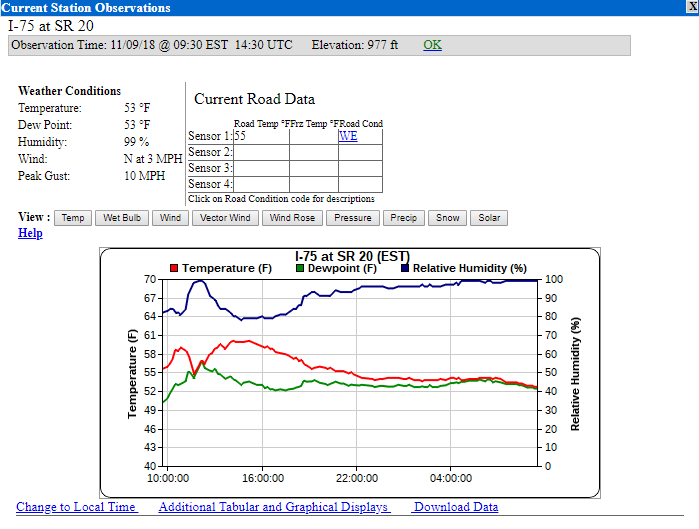 Current Station Observations X
I-75 at SR 20
Observation Time: 11/09/18 @ 09:30 EST 14:30 UTC Elevation: 977 ft OK
Weather Conditions
Temperature: 53 °F
Dew Point: 53 °F
Humidity: 99 %
Wind: N at 3 MPH
Peak Gust: 10 MPH
Current Road Data
Road Temp °F Frz Temp °F Road Cond
Sensor 1: 55 WE
Sensor 2:
Sensor 3:
Sensor 4:
Click on Road Condition code for descriptions
View : Temp Wet Bulb Wind Vector Wind Wind Rose Pressure Precip Snow Solar
Help
I-75 at SR 20 (EST)
Temperature (F) Dewpoint (F) Relative Humidity (%)
Temperature (F)
70
67
64
61
58
55
52
49
46
43
40
100
90
80
70
60
50
40
30
20
10
0
Relative Humidity (%)
10:00:00 16:00:00 22:00:00 04:00:00
Change to Local Time Additional Tabular and Graphical Displays Download Data